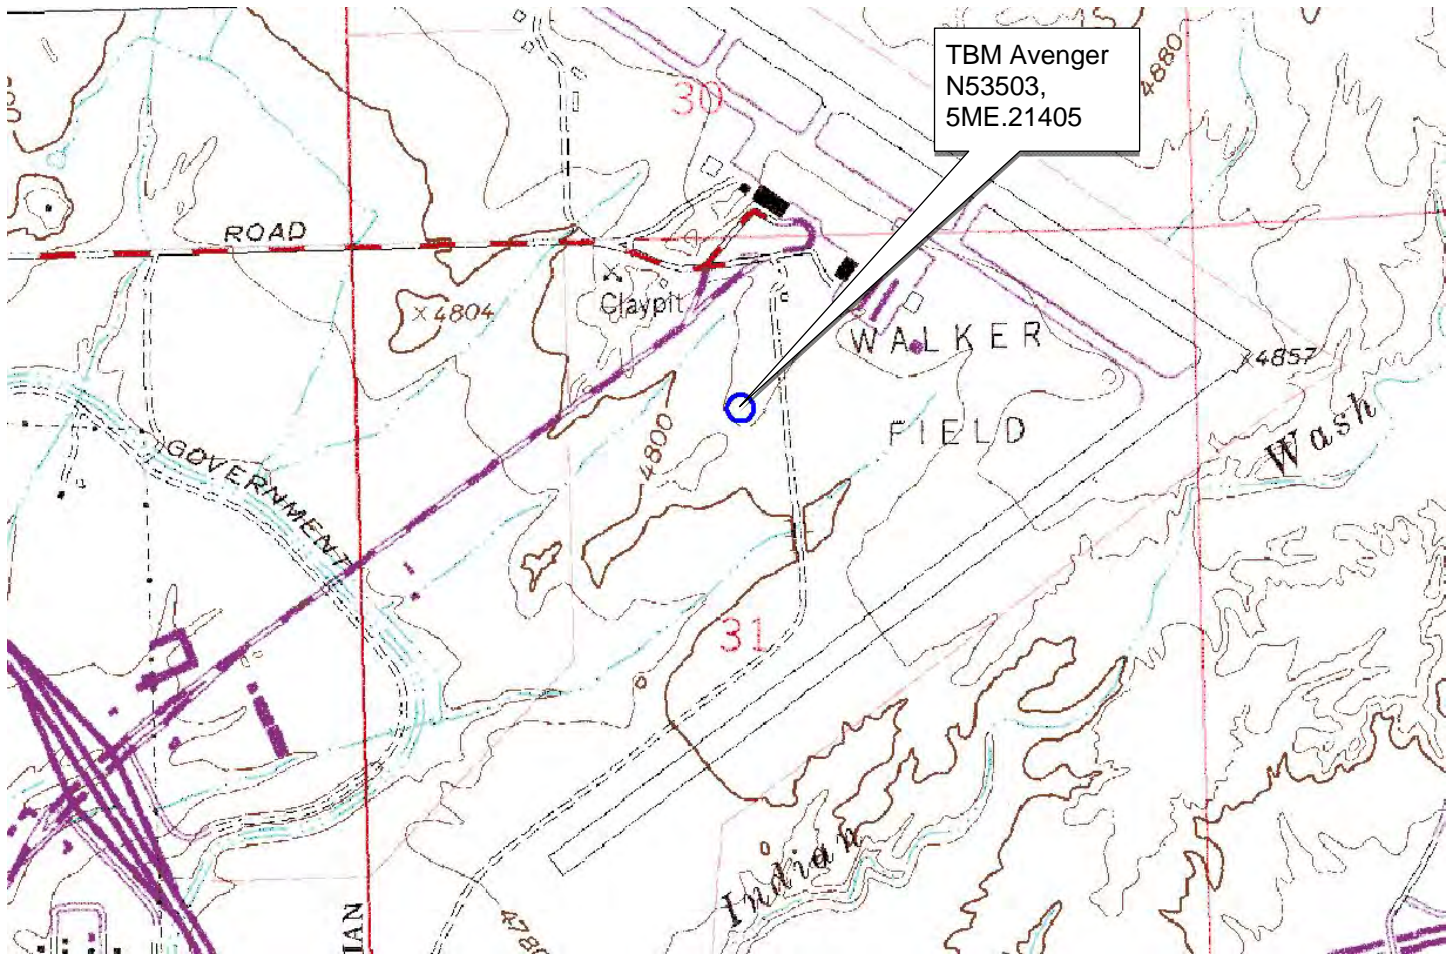 TBM Avenger
N53503,
5ME.21405
4880
30
ROAD
Claypit
4804
WALKER
4857
FIELD
Wash
4800
GOVERNMENT
31
Indian
IAN